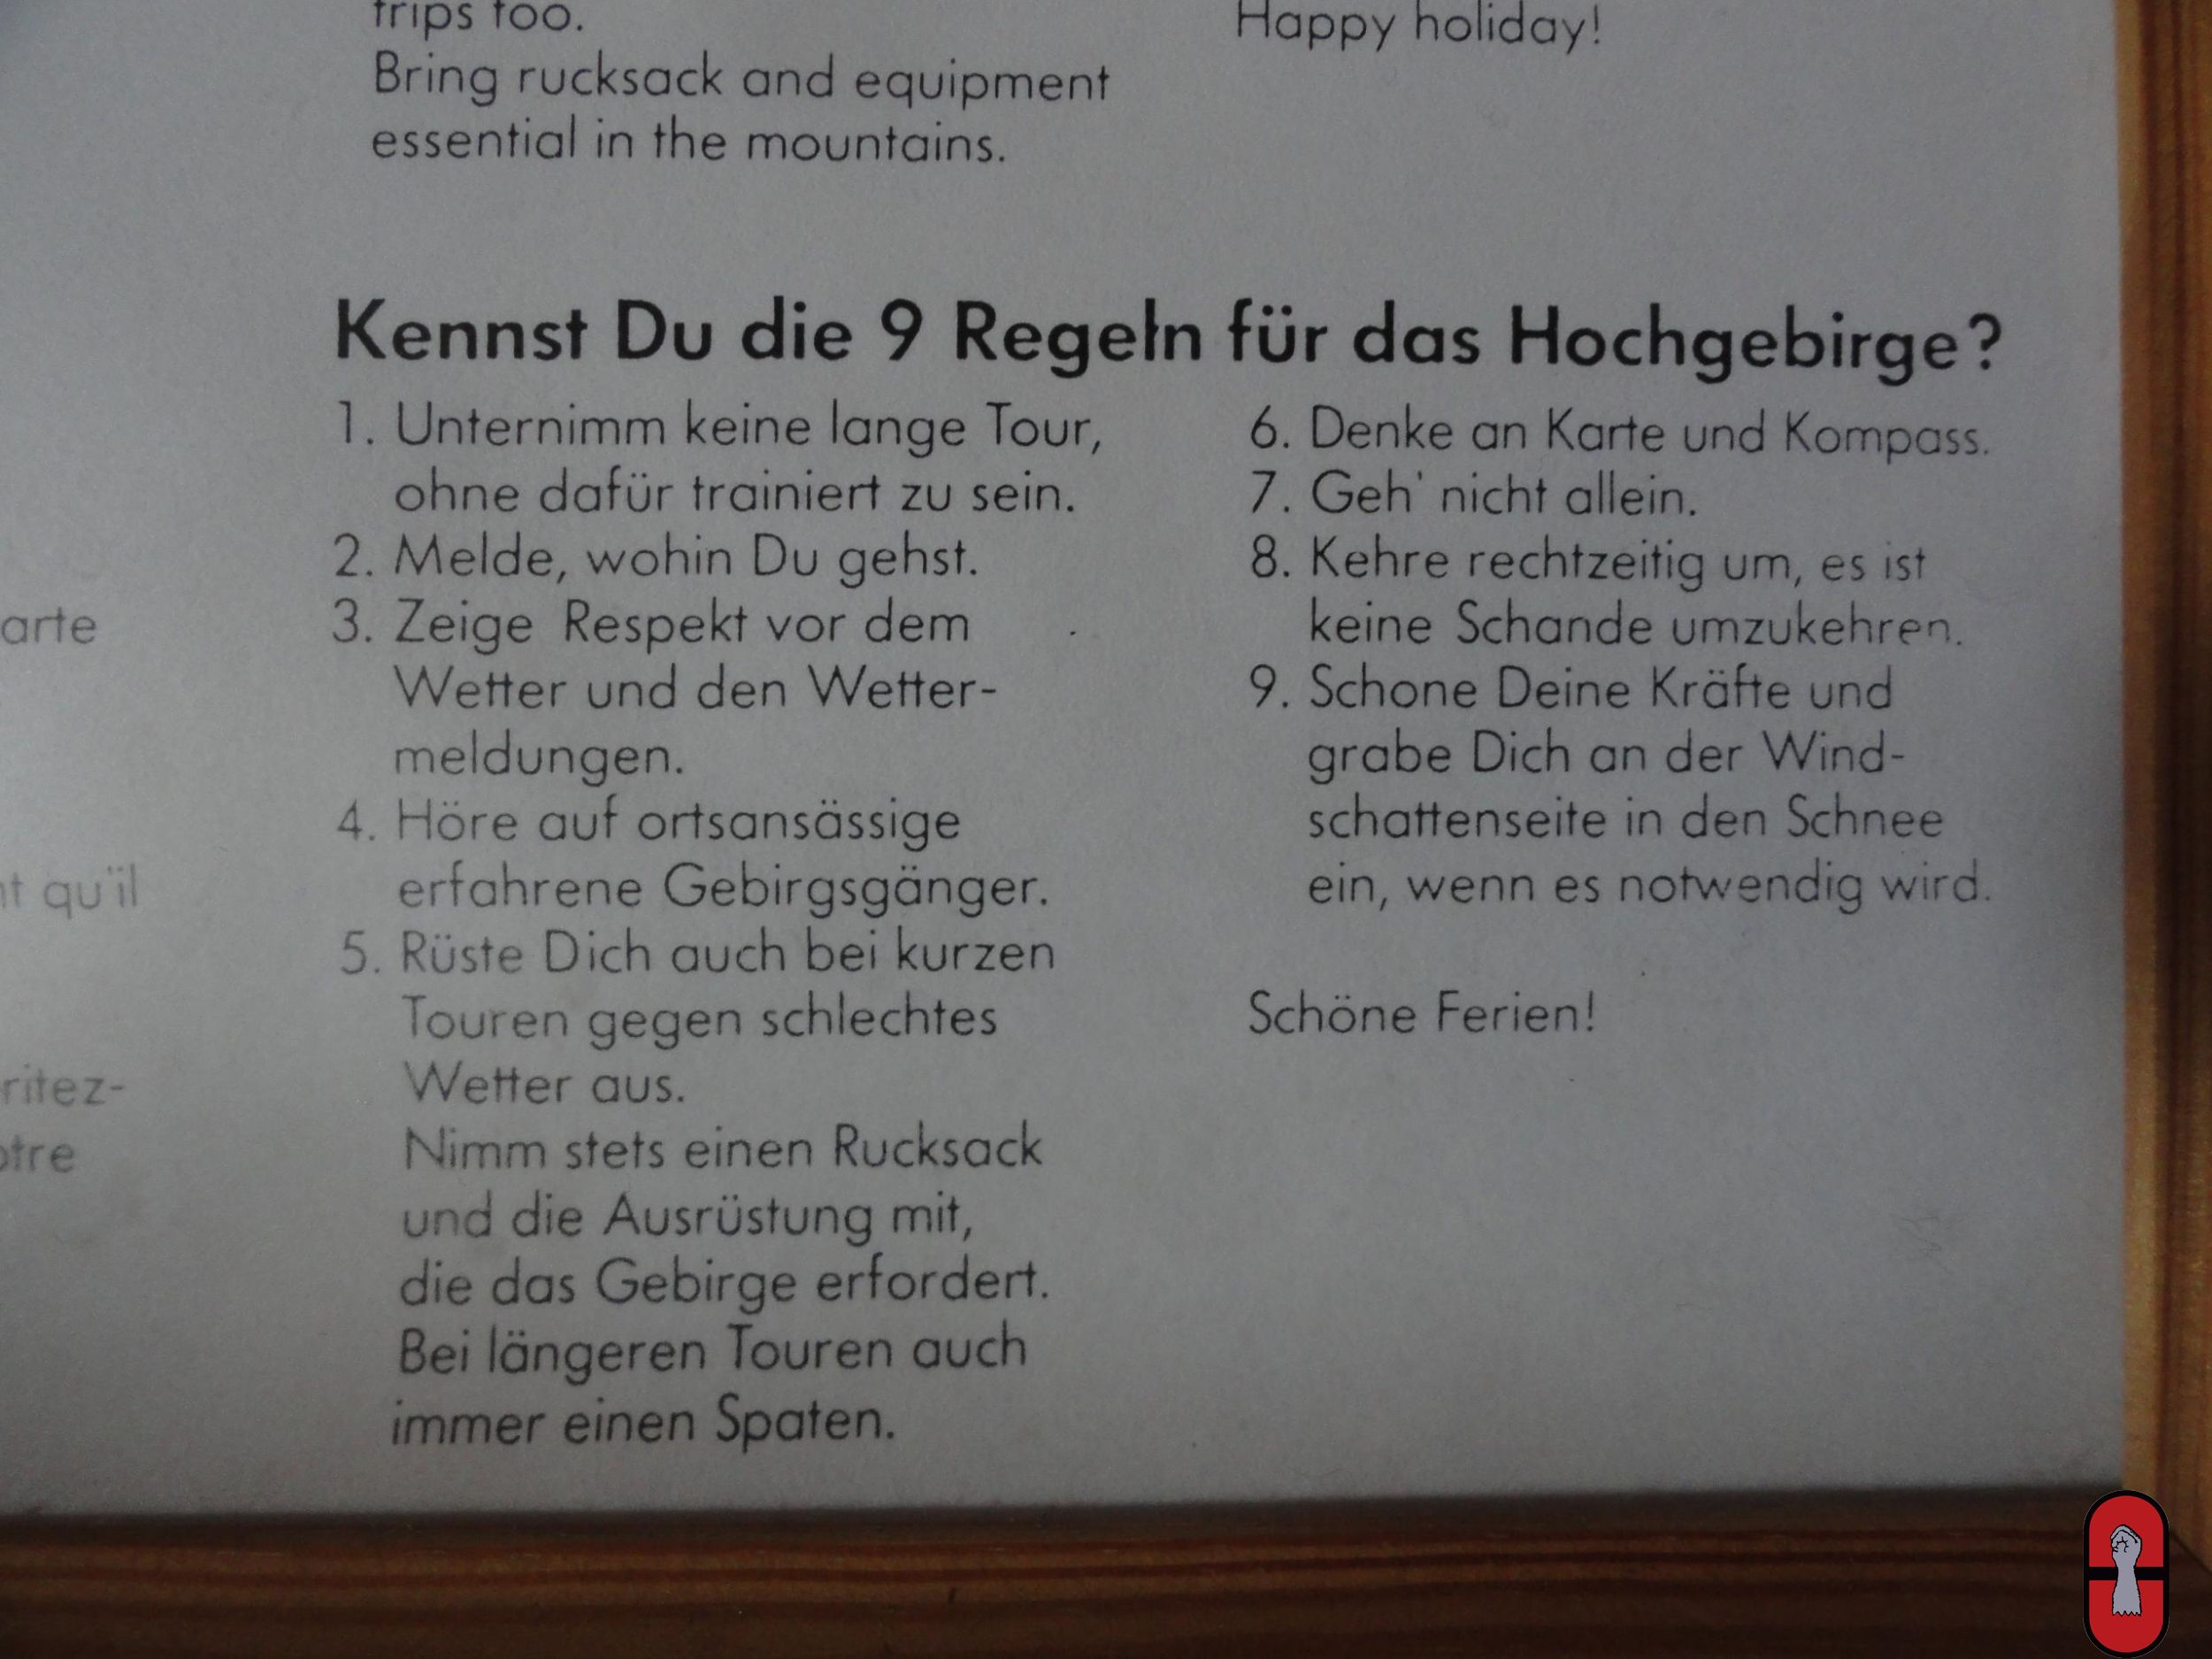 trips too.
Bring rucksack and equipment
essential in the mountains.
Happy holiday!
Kennst Du die 9 Regeln für das Hochgebirge?
1. Unternimm keine lange Tour,
ohne dafür trainiert zu sein.
2. Melde, wohin Du gehst.
3. Zeige Respekt vor dem
Wetter und den Wetter-
meldungen.
4. Höre auf ortsansässige
erfahrene Gebirgsgänger.
5. Rüste Dich auch bei kurzen
Touren gegen schlechtes
Wetter aus.
Nimm stets einen Rucksack
und die Ausrüstung mit,
die das Gebirge erfordert.
Bei längeren Touren auch
immer einen Spaten.
6. Denke an Karte und Kompass.
7. Geh' nicht allein.
8. Kehre rechtzeitig um, es ist
keine Schande umzukehren.
9. Schone Deine Kräfte und
grabe Dich an der Wind-
schattenseite in den Schnee
ein, wenn es notwendig wird.
Schöne Ferien!
arte
qu'il
ritez-
otre